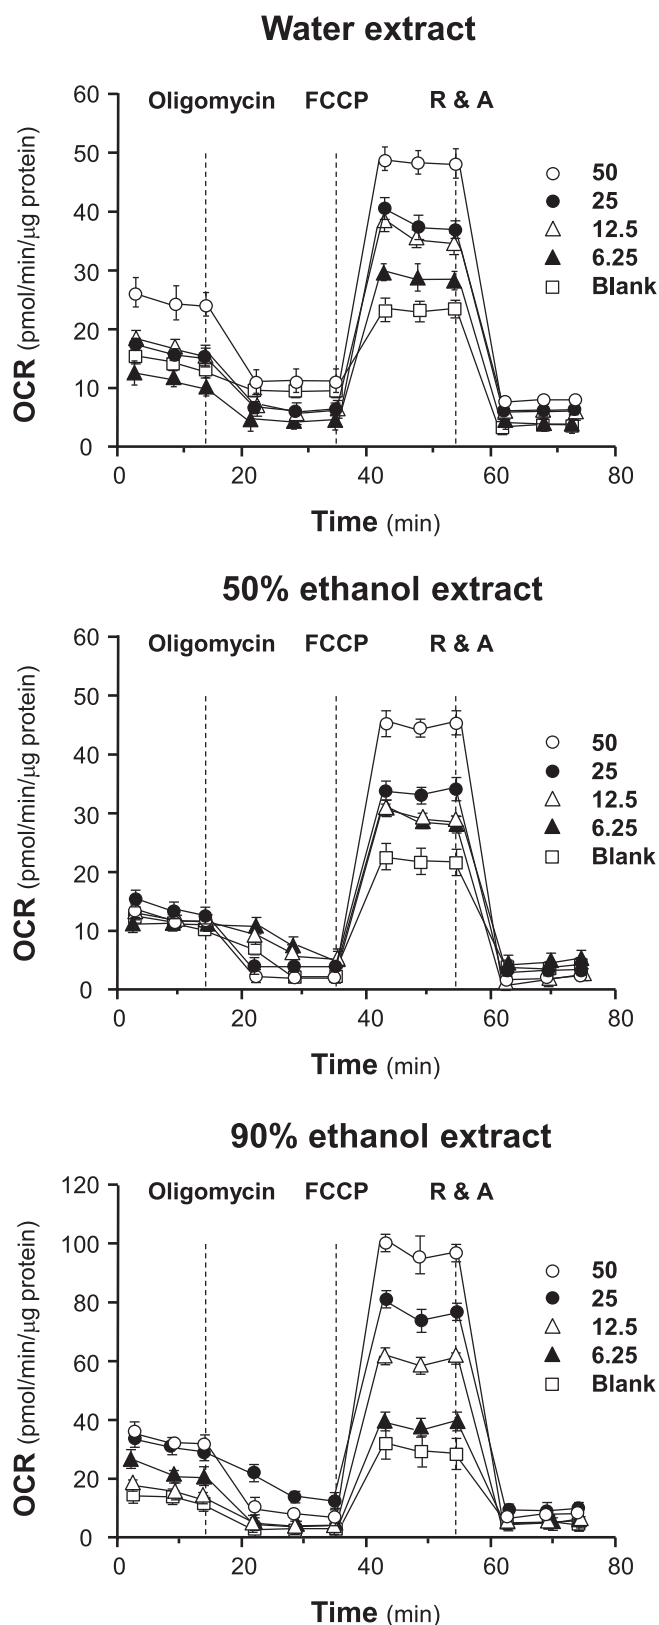 Water extract
Oligomycin FCCP R & A
60
50
40
30
20
10
0
OCR (pmol/min/μg protein)
50
25
12.5
6.25
Blank
0 20 40 60 80
Time (min)
50% ethanol extract
Oligomycin FCCP R & A
60
50
40
30
20
10
0
OCR (pmol/min/μg protein)
50
25
12.5
6.25
Blank
0 20 40 60 80
Time (min)
90% ethanol extract
Oligomycin FCCP R & A
120
100
80
60
40
20
0
OCR (pmol/min/μg protein)
50
25
12.5
6.25
Blank
0 20 40 60 80
Time (min)